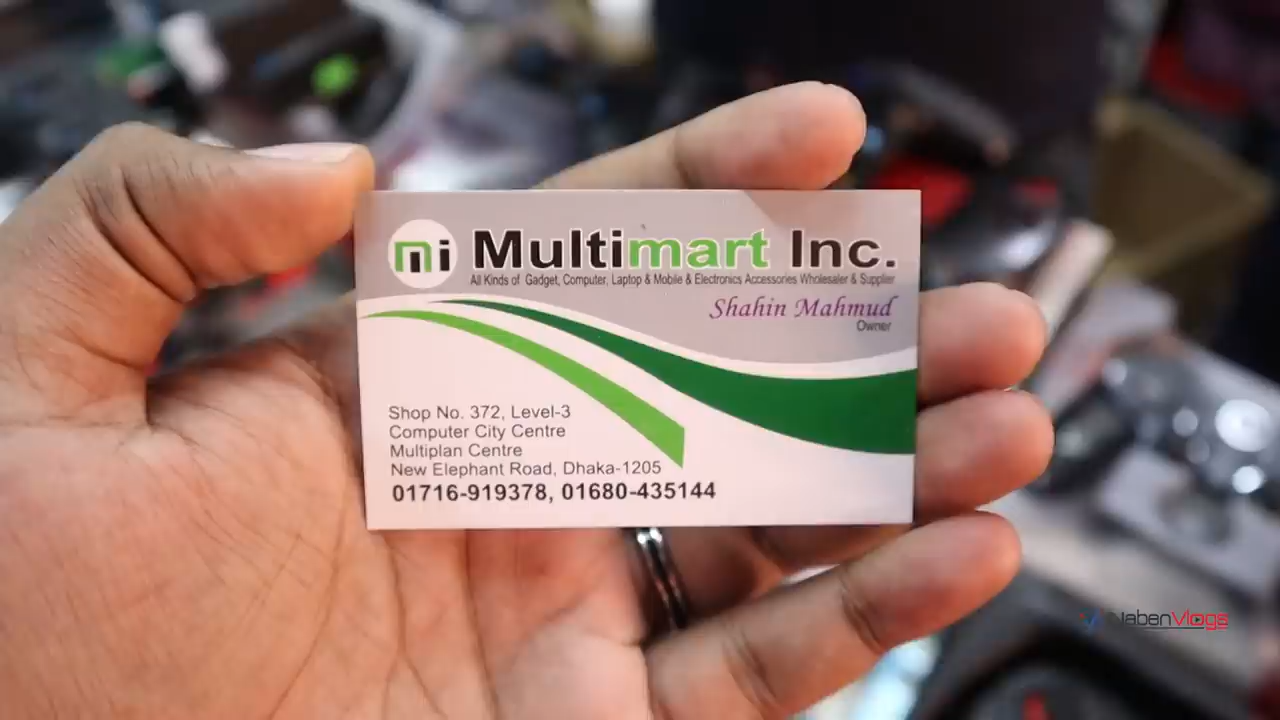 mi Multimart Inc.
All Kinds of Gadget, Computer, Laptop & Mobile & Electronics Accessories Wholesaler & Supplier
Shahin Mahmud
Owner
Shop No. 372, Level-3
Computer City Centre
Multiplan Centre
New Elephant Road, Dhaka-1205
01716-919378, 01680-435144
NabenVlogs